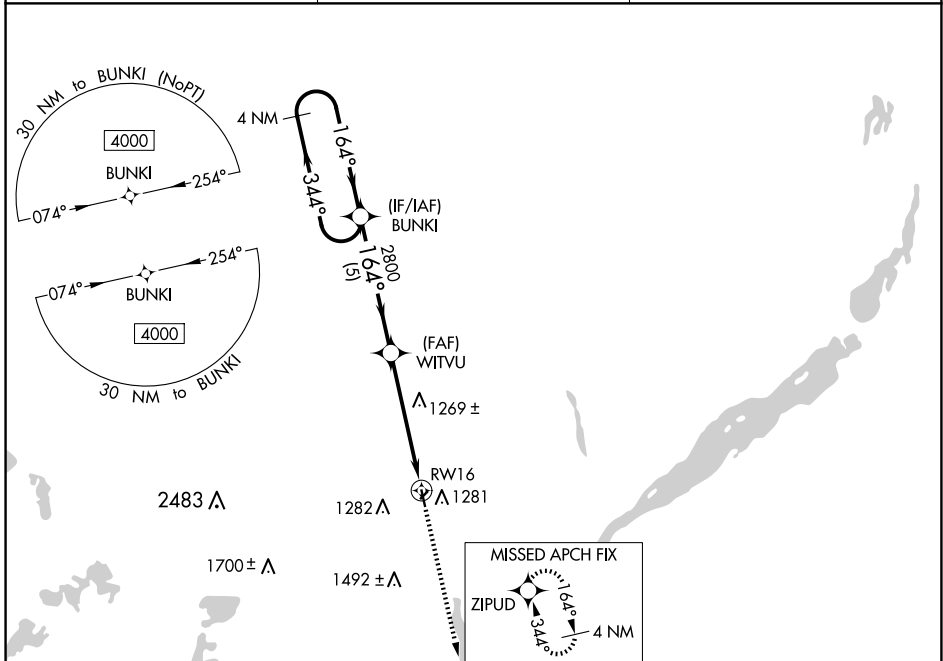 30 NM to BUNKI (NoPT)
4000
BUNKI
074°
254°
BUNKI
074°
254°
4000
30 NM to BUNKI
4 NM
164°
344°
(IF/IAF)
BUNKI
2800
164°
(5)
(FAF)
WITVU
1269 ±
RW16
1281
2483
1282
1700 ±
1492 ±
MISSED APCH FIX
ZIPUD
164°
344°
4 NM